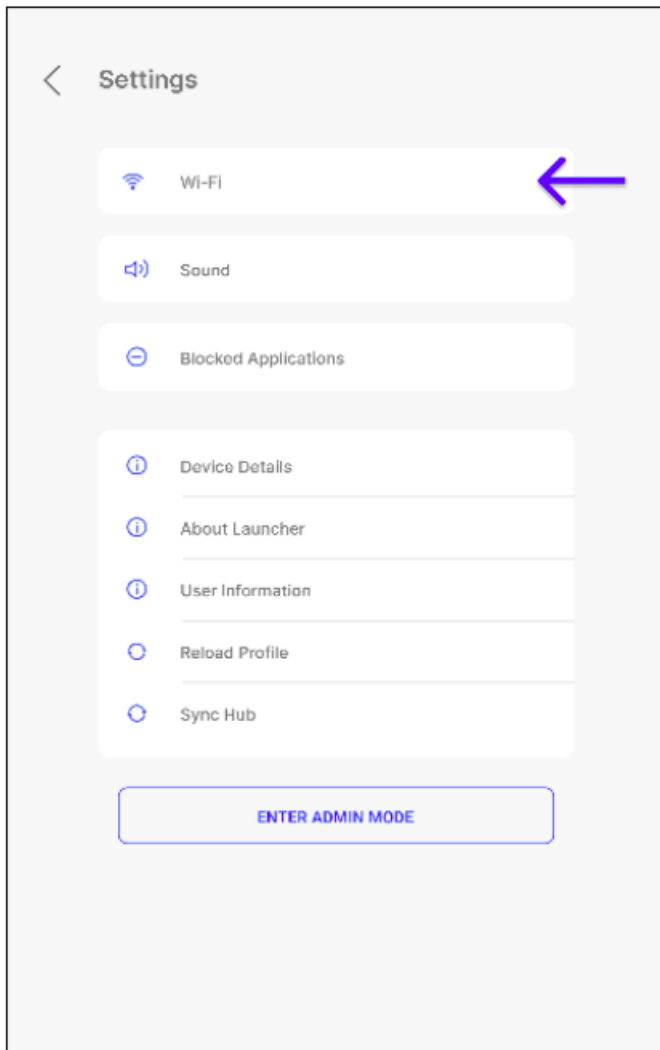 Settings
Wi-Fi
Sound
Blocked Applications
Device Details
About Launcher
User Information
Reload Profile
Sync Hub
ENTER ADMIN MODE